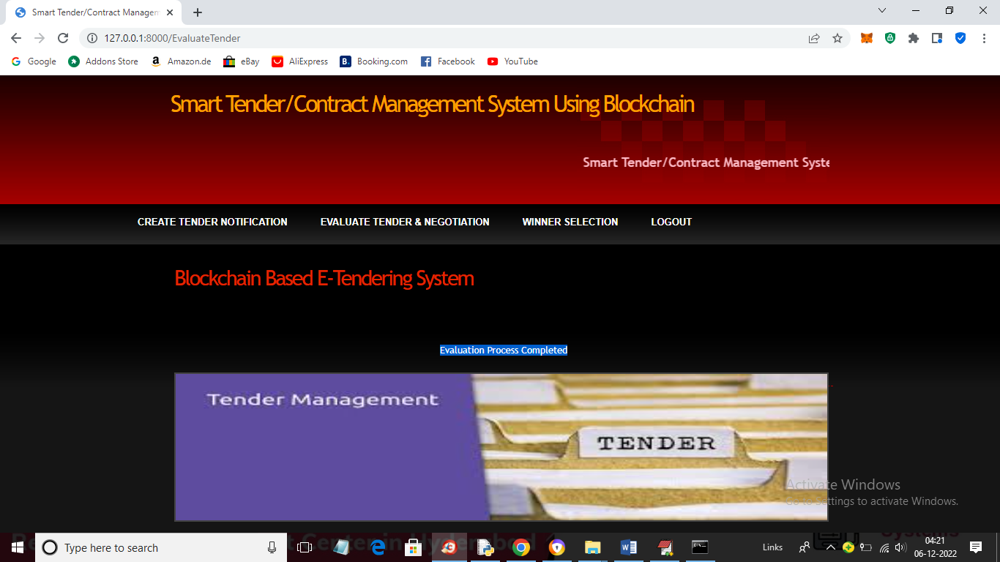 Smart Tender/Contract Managem
127.0.0.1:8000/EvaluateTender
Google Addons Store Amazon.de eBay AliExpress Booking.com Facebook YouTube
Smart Tender/Contract Management System Using Blockchain
Smart Tender/Contract Management Syste
CREATE TENDER NOTIFICATION EVALUATE TENDER & NEGOTIATION WINNER SELECTION LOGOUT
Blockchain Based E-Tendering System
Evaluation Process Completed
Tender Management
TENDER
Activate Windows
Go to Settings to activate Windows.
Type here to search
Links
04:21
06-12-2022